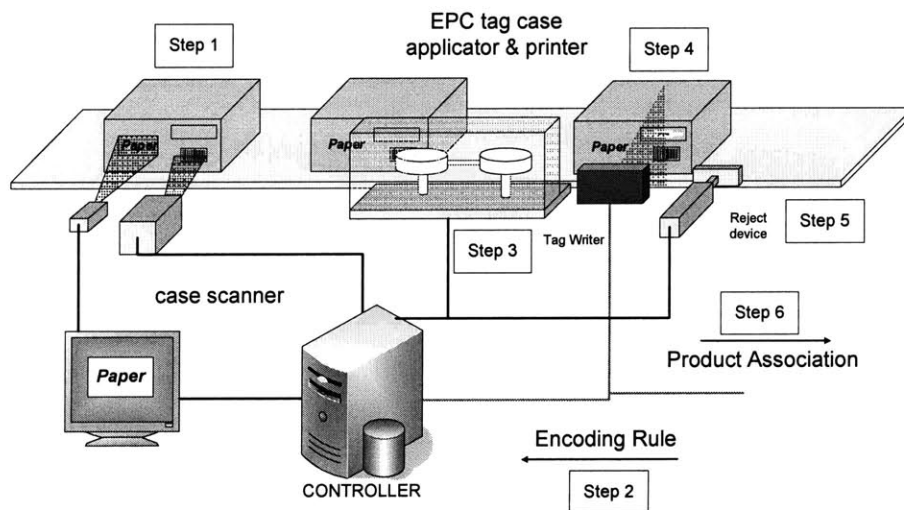 EPC tag case
applicator & printer
Step 1
Step 4
Paper
Paper
Paper
Step 3
Tag Writer
Reject
device
Step 5
case scanner
Step 6
Product Association
Paper
Encoding Rule
Step 2
CONTROLLER